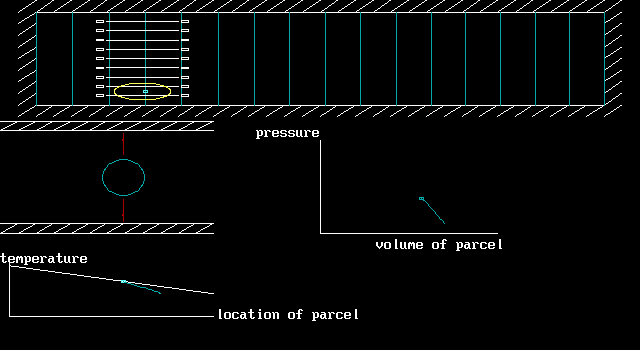 pressure
volume of parcel
temperature
location of parcel